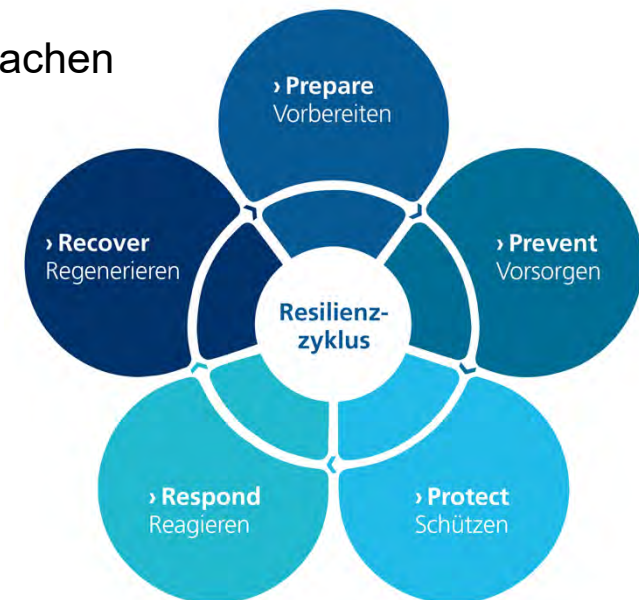 achen
› Prepare
Vorbereiten
› Recover
Regenerieren
› Prevent
Vorsorgen
Resilienz-
zyklus
› Respond
Reagieren
› Protect
Schützen